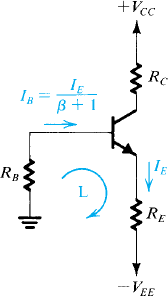 +V_CC
R_C
I_B = I_E / (β + 1)
I_E
R_B
L
R_E
−V_EE